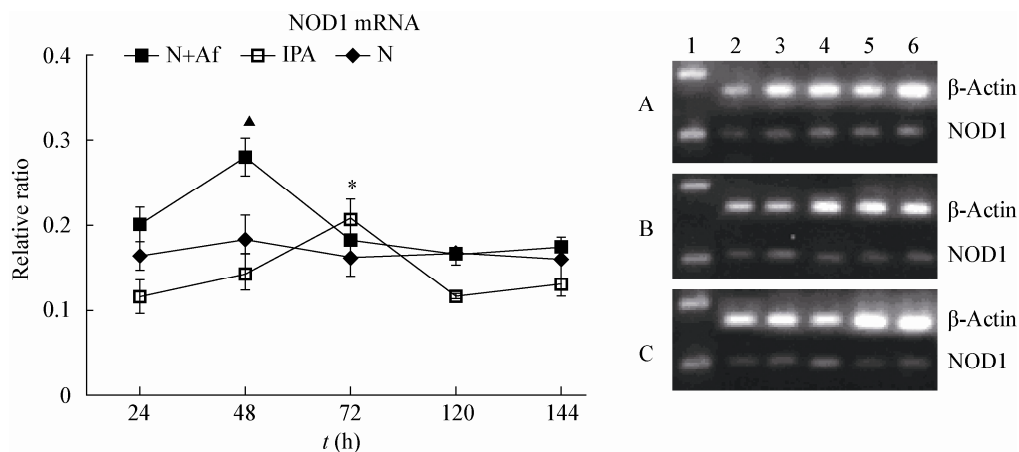 NOD1 mRNA
N+Af IPA N
0.4
0.3
0.2
0.1
0
Relative ratio
*
24 48 72 120 144
t (h)
1 2 3 4 5 6
A
β-Actin
NOD1
B
β-Actin
NOD1
C
β-Actin
NOD1